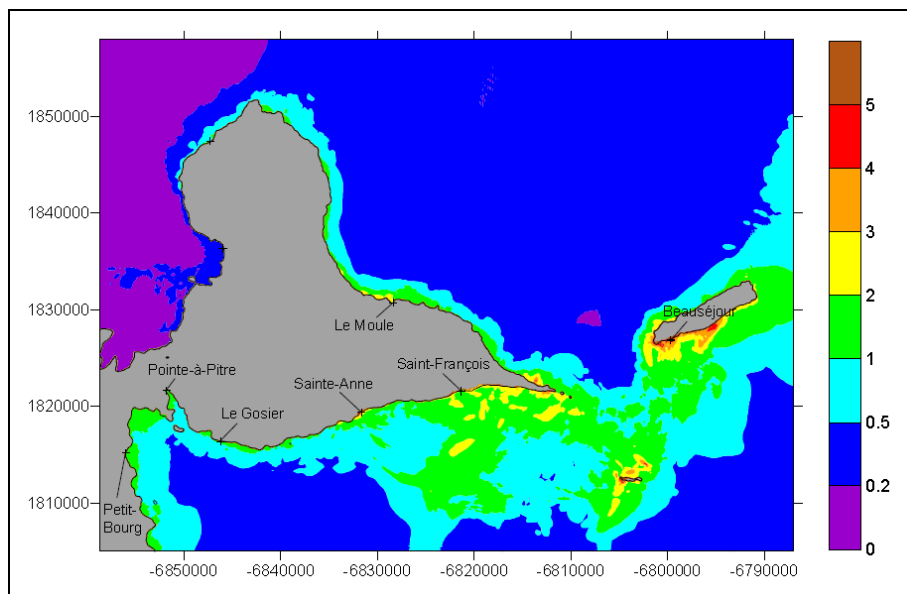 1850000
1840000
1830000
1820000
1810000
-6850000
-6840000
-6830000
-6820000
-6810000
-6800000
-6790000
Le Moule
Beauséjour
Pointe-à-Pitre
Saint-François
Sainte-Anne
Le Gosier
Petit-
Bourg
5
4
3
2
1
0.5
0.2
0